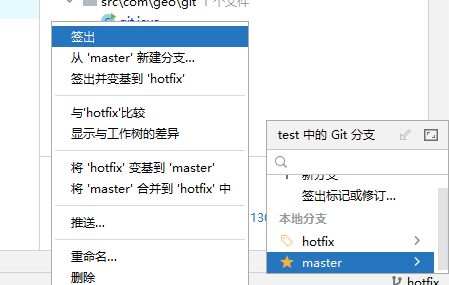 src\com\geo\git 1 个文件
git.java
签出
从 'master' 新建分支...
签出并变基到 'hotfix'
与'hotfix'比较
显示与工作树的差异
将 'hotfix' 变基到 'master'
将 'master' 合并到 'hotfix' 中
推送...
重命名...
删除
test 中的 Git 分支
新分支
签出标记或修订...
本地分支
hotfix
master
hotfix